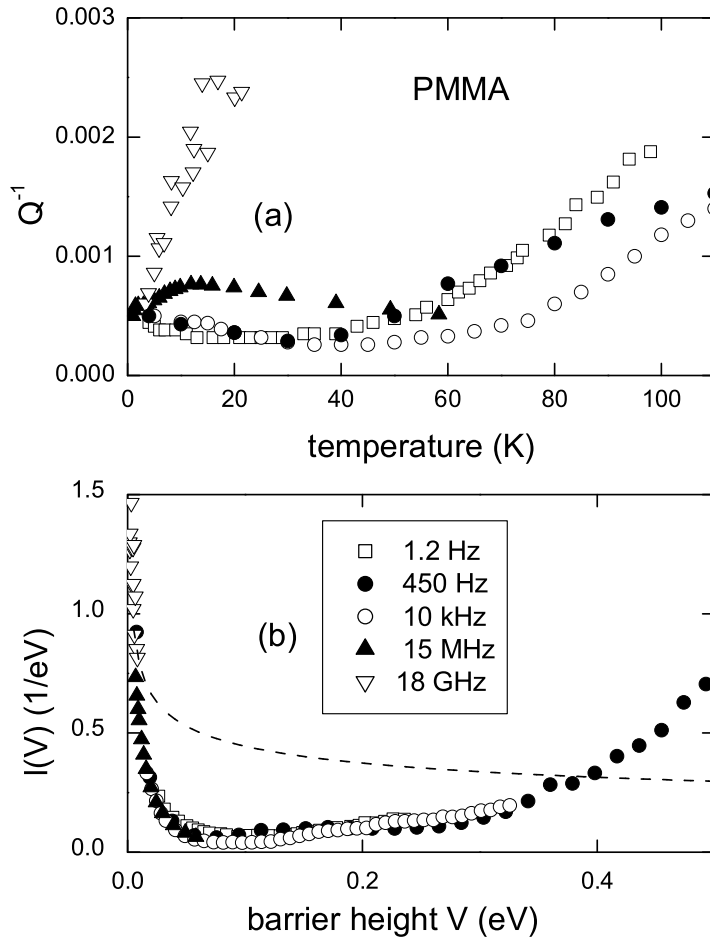 0.003
0.002
0.001
0.000
Q⁻¹
PMMA
(a)
0 20 40 60 80 100
temperature (K)
1.5
1.0
0.5
0.0
I(V) (1/eV)
(b)
1.2 Hz
450 Hz
10 kHz
15 MHz
18 GHz
0.0 0.2 0.4
barrier height V (eV)